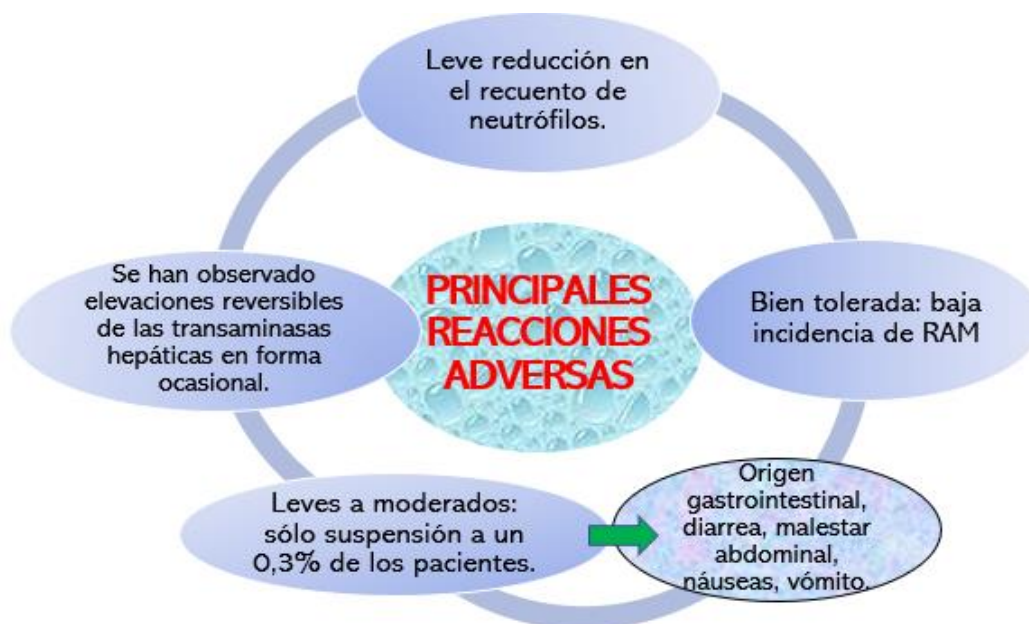 Leve reducción en
el recuento de
neutrófilos.
Se han observado
elevaciones reversibles
de las transaminasas
hepáticas en forma
ocasional.
PRINCIPALES
REACCIONES
ADVERSAS
Bien tolerada: baja
incidencia de RAM
Leves a moderados:
sólo suspensión a un
0,3% de los pacientes.
Origen
gastrointestinal,
diarrea, malestar
abdominal,
náuseas, vómito.